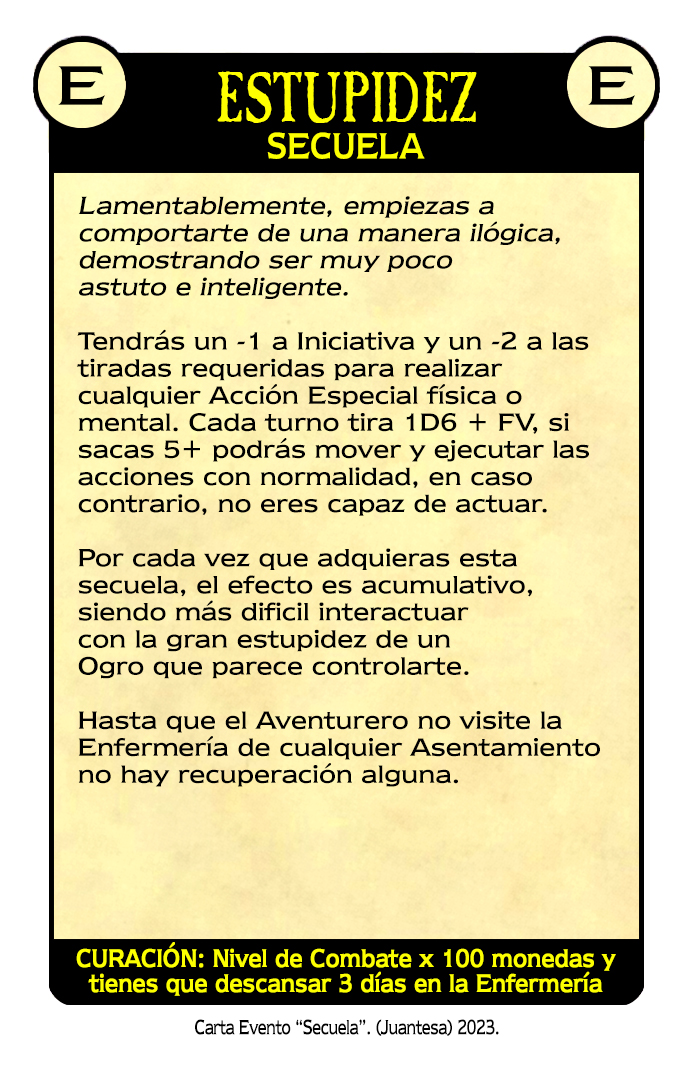 E
ESTUPIDEZ
E
SECUELA
Lamentablemente, empiezas a
comportarte de una manera ilógica,
demostrando ser muy poco
astuto e inteligente.
Tendrás un -1 a Iniciativa y un -2 a las
tiradas requeridas para realizar
cualquier Acción Especial física o
mental. Cada turno tira 1D6 + FV, si
sacas 5+ podrás mover y ejecutar las
acciones con normalidad, en caso
contrario, no eres capaz de actuar.
Por cada vez que adquieras esta
secuela, el efecto es acumulativo,
siendo más dificil interactuar
con la gran estupidez de un
Ogro que parece controlarte.
Hasta que el Aventurero no visite la
Enfermería de cualquier Asentamiento
no hay recuperación alguna.
CURACIÓN: Nivel de Combate x 100 monedas y
tienes que descansar 3 días en la Enfermería
Carta Evento “Secuela”. (Juantesa) 2023.